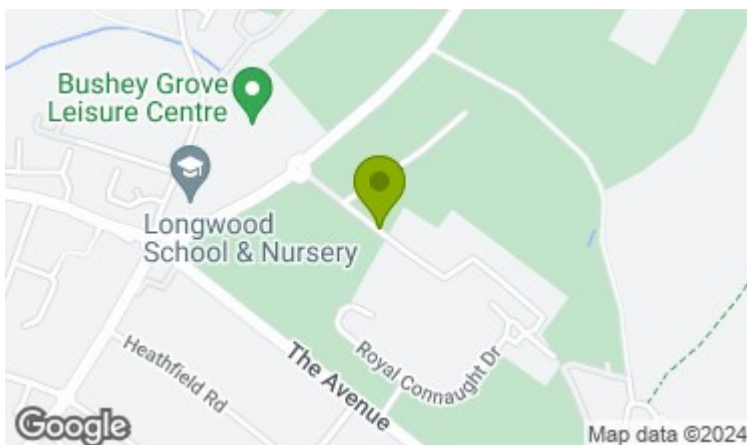 Bushey Grove
Leisure Centre
Longwood
School & Nursery
Heathfield Rd
The Avenue
Royal Connaught Dr
Google
Map data ©2024